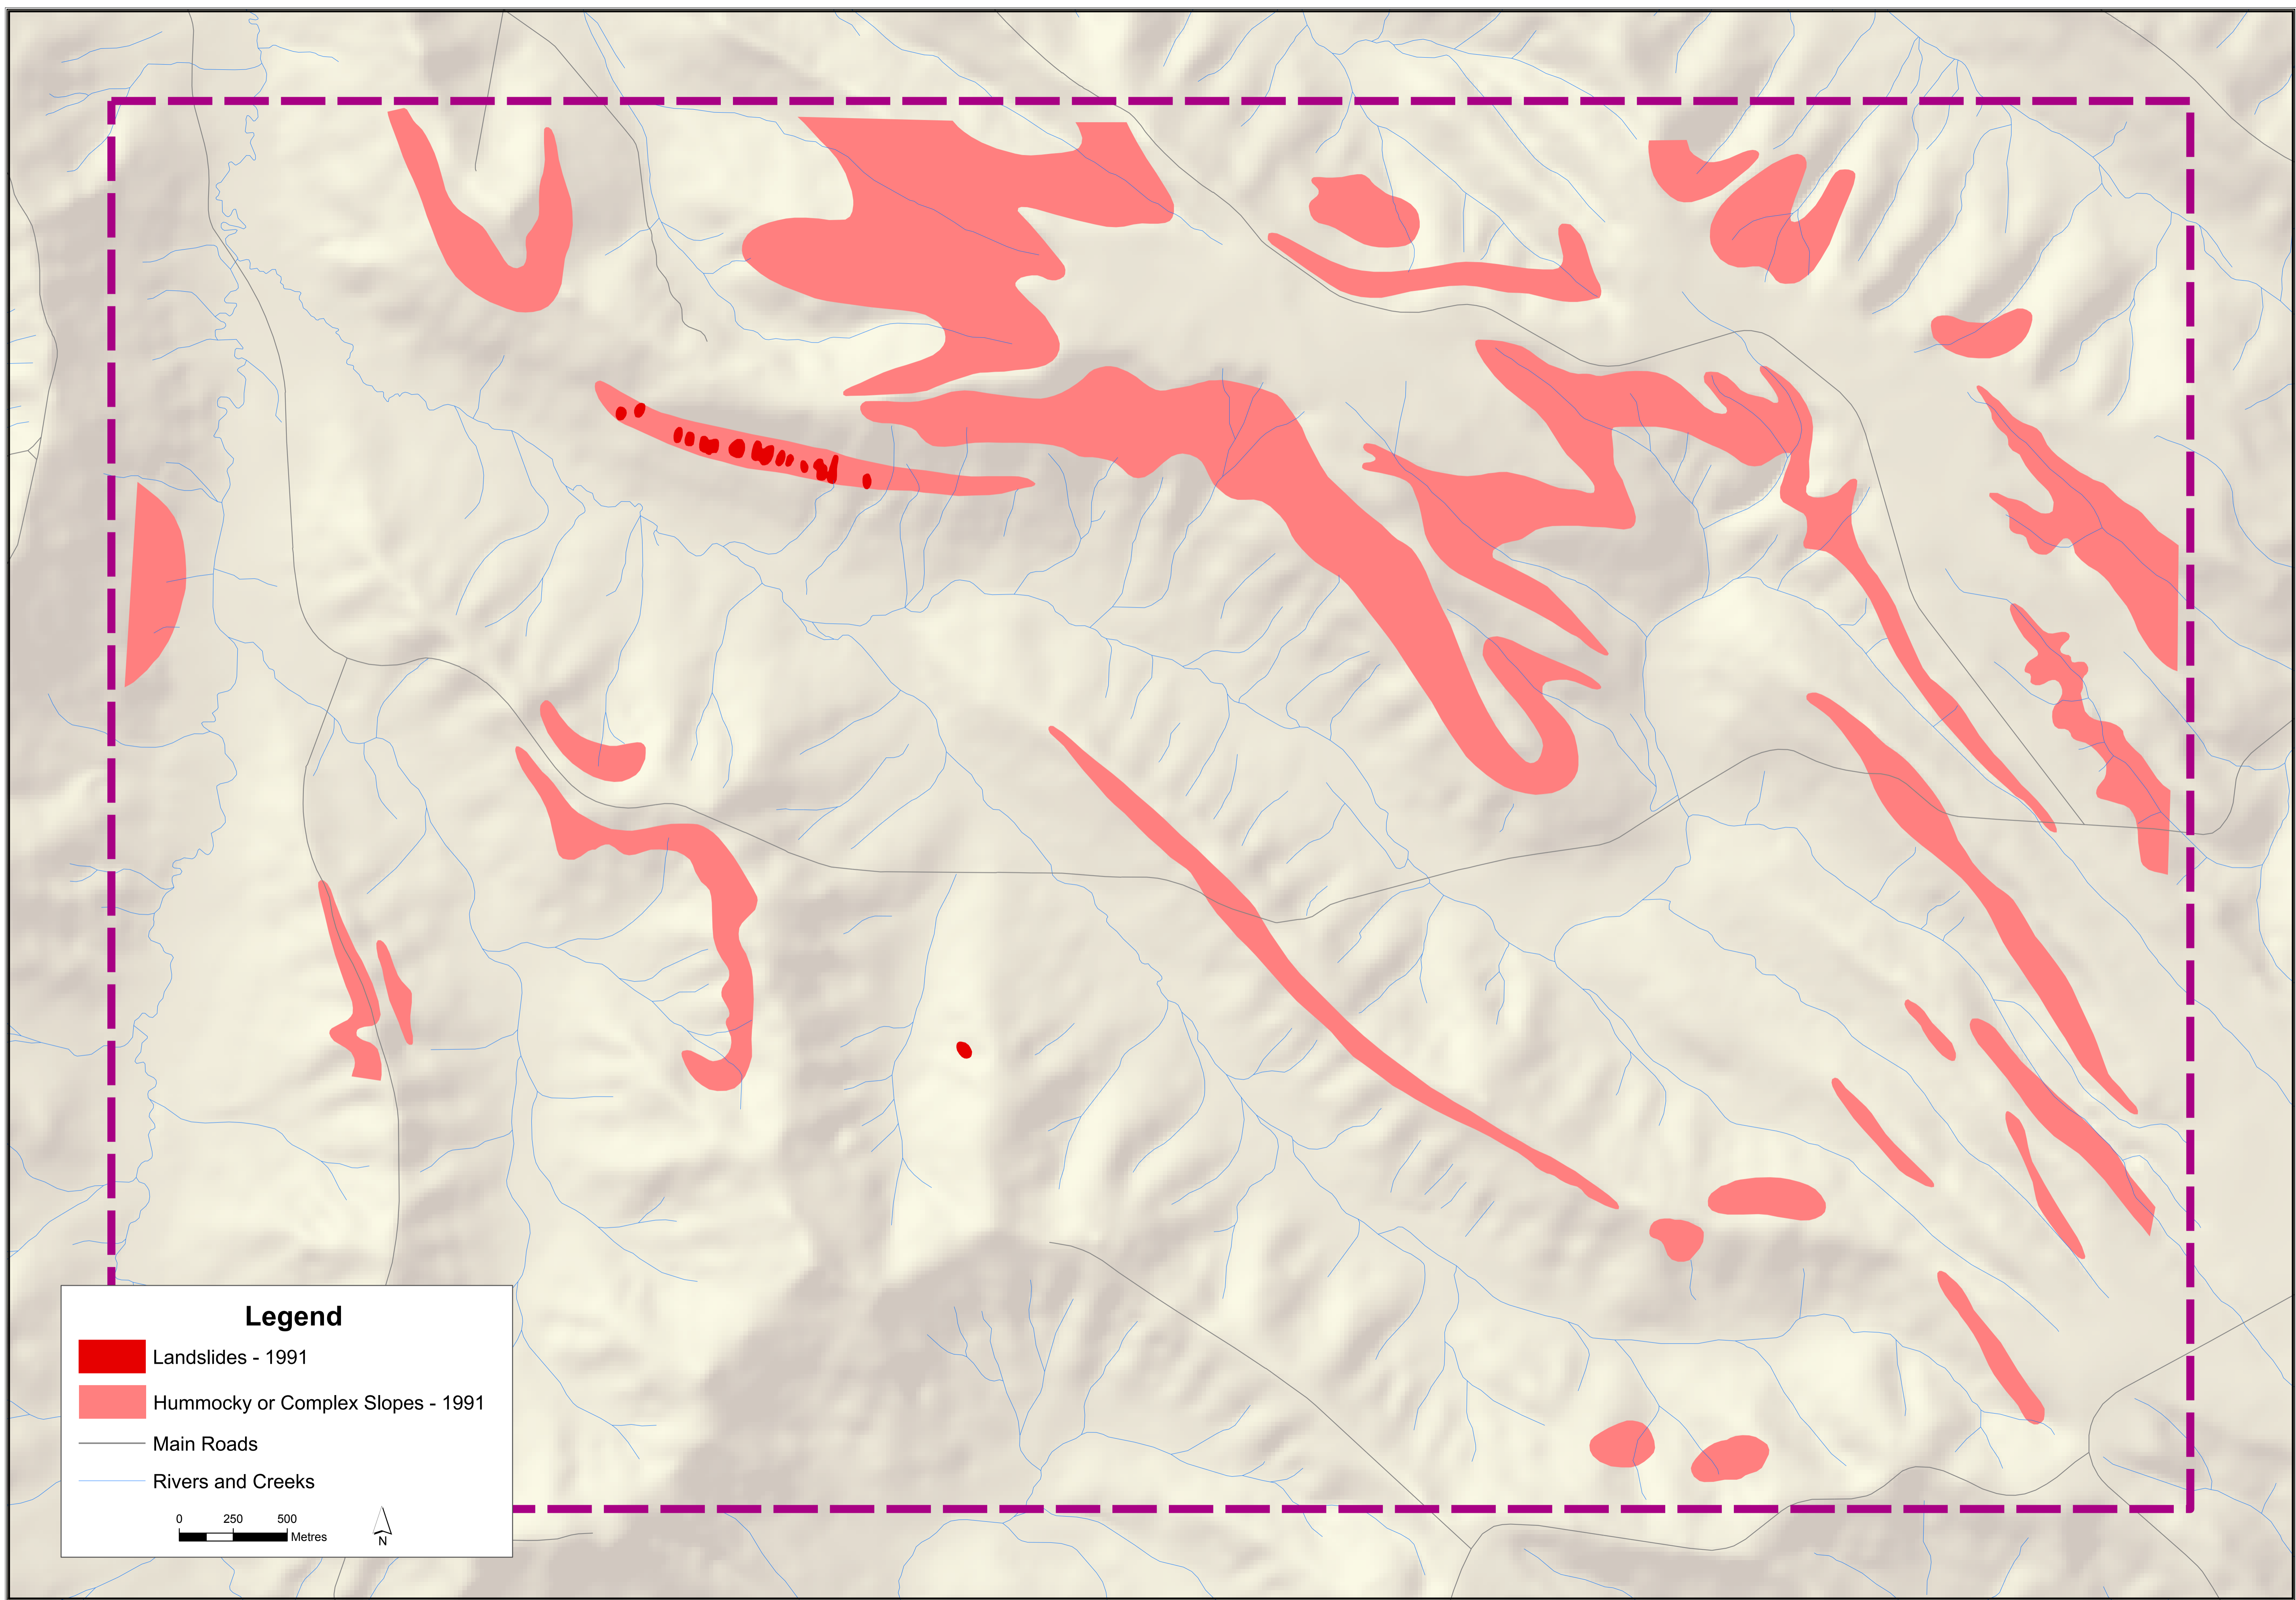 Legend
Landslides - 1991
Hummocky or Complex Slopes - 1991
Main Roads
Rivers and Creeks
0 250 500
Metres
N